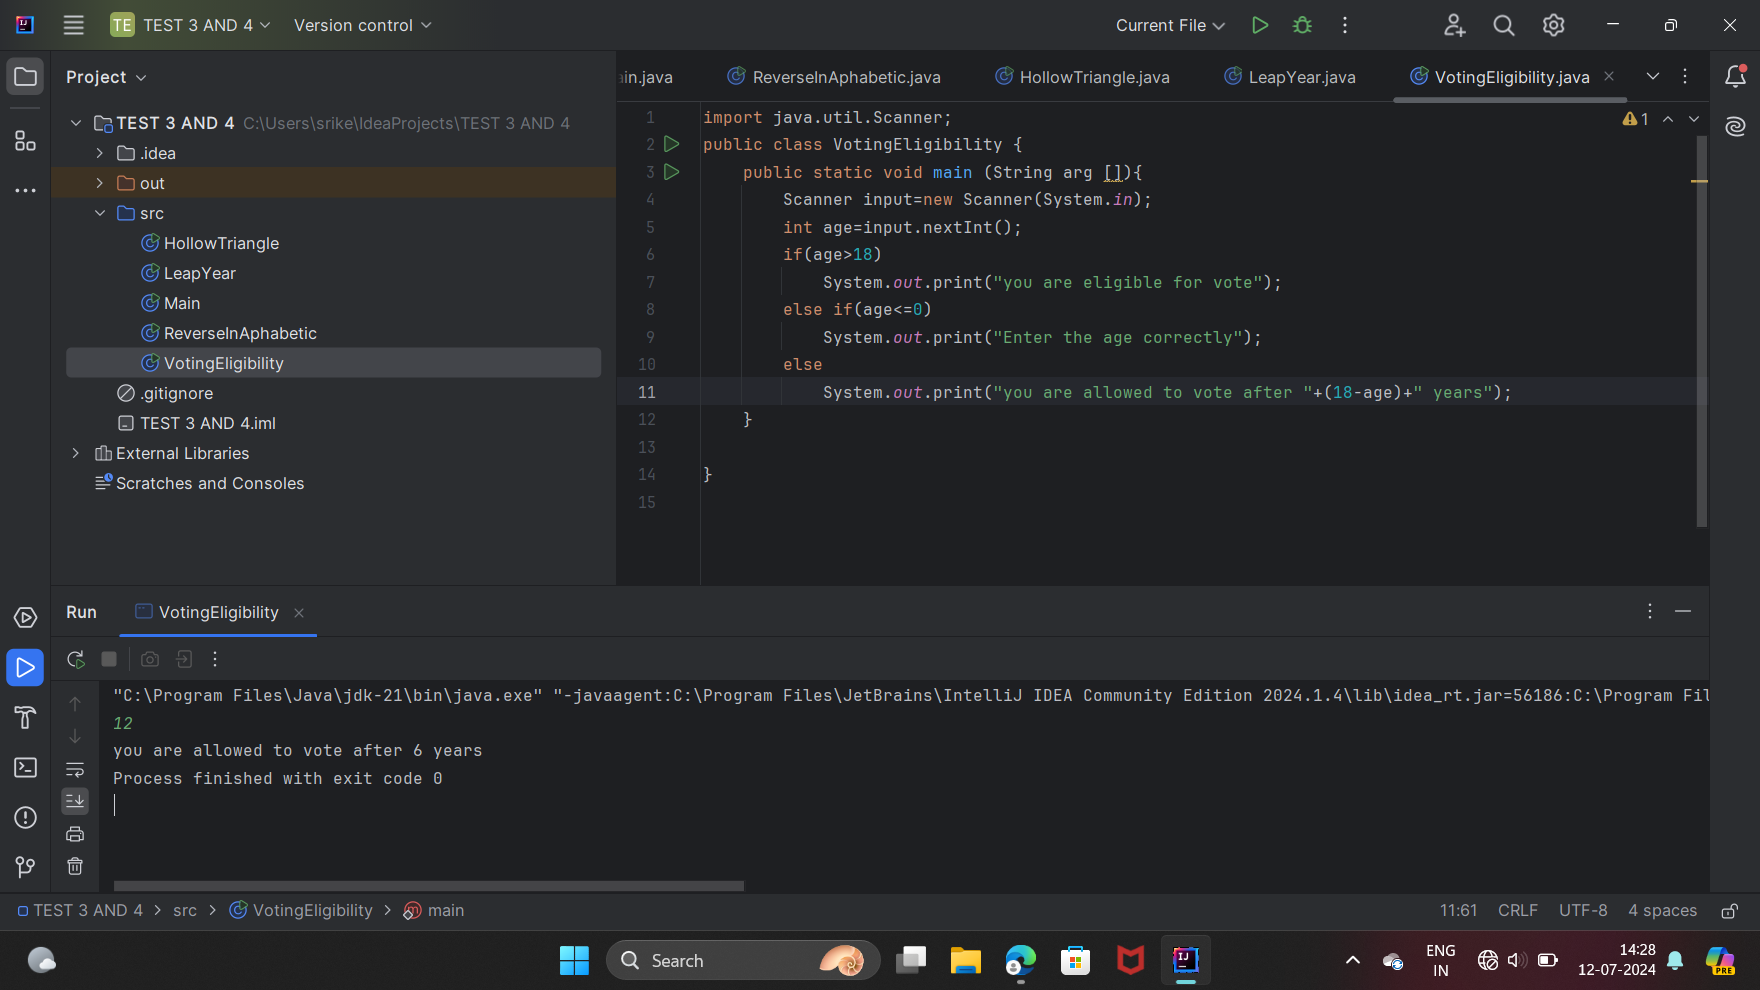 TE TEST 3 AND 4 Version control Current File
Project
ain.java ReverseInAphabetic.java HollowTriangle.java LeapYear.java VotingEligibility.java
TEST 3 AND 4 C:\Users\srike\IdeaProjects\TEST 3 AND 4
.idea
out
src
HollowTriangle
LeapYear
Main
ReverseInAphabetic
VotingEligibility
.gitignore
TEST 3 AND 4.iml
External Libraries
Scratches and Consoles
1 import java.util.Scanner;
2 public class VotingEligibility {
3 public static void main (String arg []){
4 Scanner input=new Scanner(System.in);
5 int age=input.nextInt();
6 if(age>18)
7 System.out.print("you are eligible for vote");
8 else if(age<=0)
9 System.out.print("Enter the age correctly");
10 else
11 System.out.print("you are allowed to vote after "+(18-age)+" years");
12 }
13
14 }
15
1
Run VotingEligibility
"C:\Program Files\Java\jdk-21\bin\java.exe" "-javaagent:C:\Program Files\JetBrains\IntelliJ IDEA Community Edition 2024.1.4\lib\idea_rt.jar=56186:C:\Program Fil
12
you are allowed to vote after 6 years
Process finished with exit code 0
TEST 3 AND 4 > src > VotingEligibility > main
11:61 CRLF UTF-8 4 spaces
Search
ENG
IN
14:28
12-07-2024
PRE